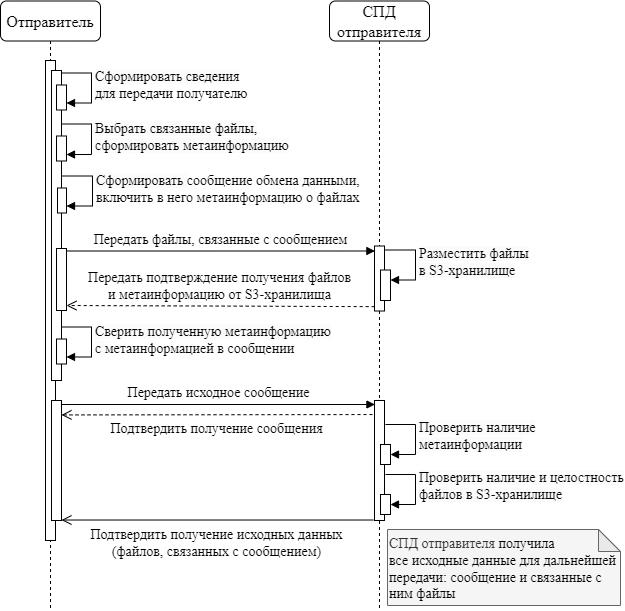 Отправитель
СПД
отправителя
Сформировать сведения
для передачи получателю
Выбрать связанные файлы,
сформировать метаинформацию
Сформировать сообщение обмена данными,
включить в него метаинформацию о файлах
Передать файлы, связанные с сообщением
Разместить файлы
в S3-хранилище
Передать подтверждение получения файлов
и метаинформацию от S3-хранилища
Сверить полученную метаинформацию
с метаинформацией в сообщении
Передать исходное сообщение
Подтвердить получение сообщения
Проверить наличие
метаинформации
Проверить наличие и целостность
файлов в S3-хранилище
Подтвердить получение исходных данных
(файлов, связанных с сообщением)
СПД отправителя получила
все исходные данные для дальнейшей
передачи: сообщение и связанные с
ним файлы